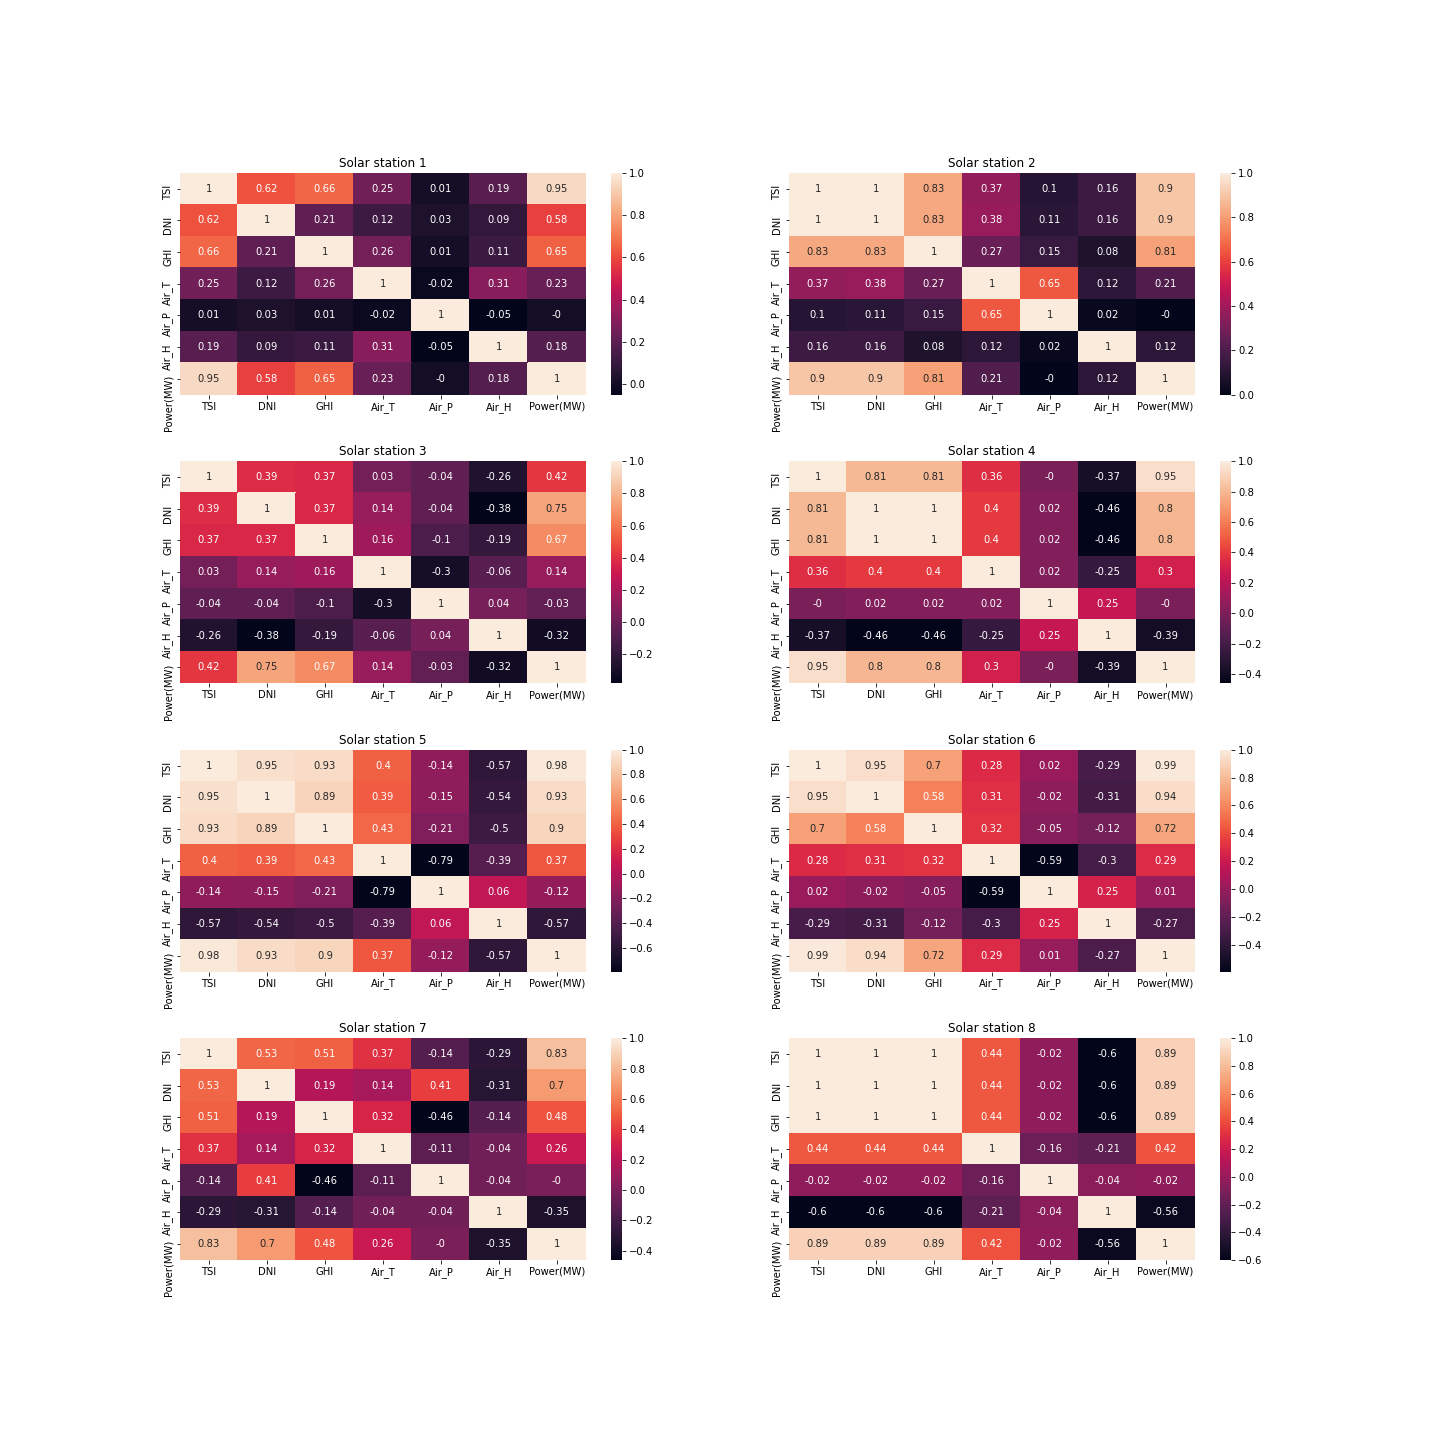 Solar station 1
TSI 1 0.62 0.66 0.25 0.01 0.19 0.95
DNI 0.62 1 0.21 0.12 0.03 0.09 0.58
GHI 0.66 0.21 1 0.26 0.01 0.11 0.65
Air_T 0.25 0.12 0.26 1 -0.02 0.31 0.23
Air_P 0.01 0.03 0.01 -0.02 1 -0.05 -0
Air_H 0.19 0.09 0.11 0.31 -0.05 1 0.18
Power(MW) 0.95 0.58 0.65 0.23 -0 0.18 1
TSI DNI GHI Air_T Air_P Air_H Power(MW)
1.0
0.8
0.6
0.4
0.2
0.0
Solar station 2
TSI 1 1 0.83 0.37 0.1 0.16 0.9
DNI 1 1 0.83 0.38 0.11 0.16 0.9
GHI 0.83 0.83 1 0.27 0.15 0.08 0.81
Air_T 0.37 0.38 0.27 1 0.65 0.12 0.21
Air_P 0.1 0.11 0.15 0.65 1 0.02 -0
Air_H 0.16 0.16 0.08 0.12 0.02 1 0.12
Power(MW) 0.9 0.9 0.81 0.21 -0 0.12 1
TSI DNI GHI Air_T Air_P Air_H Power(MW)
1.0
0.8
0.6
0.4
0.2
0.0
Solar station 3
TSI 1 0.39 0.37 0.03 -0.04 -0.26 0.42
DNI 0.39 1 0.37 0.14 -0.04 -0.38 0.75
GHI 0.37 0.37 1 0.16 -0.1 -0.19 0.67
Air_T 0.03 0.14 0.16 1 -0.3 -0.06 0.14
Air_P -0.04 -0.04 -0.1 -0.3 1 0.04 -0.03
Air_H -0.26 -0.38 -0.19 -0.06 0.04 1 -0.32
Power(MW) 0.42 0.75 0.67 0.14 -0.03 -0.32 1
TSI DNI GHI Air_T Air_P Air_H Power(MW)
1.0
0.8
0.6
0.4
0.2
0.0
-0.2
Solar station 4
TSI 1 0.81 0.81 0.36 -0 -0.37 0.95
DNI 0.81 1 1 0.4 0.02 -0.46 0.8
GHI 0.81 1 1 0.4 0.02 -0.46 0.8
Air_T 0.36 0.4 0.4 1 0.02 -0.25 0.3
Air_P -0 0.02 0.02 0.02 1 0.25 -0
Air_H -0.37 -0.46 -0.46 -0.25 0.25 1 -0.39
Power(MW) 0.95 0.8 0.8 0.3 -0 -0.39 1
TSI DNI GHI Air_T Air_P Air_H Power(MW)
1.0
0.8
0.6
0.4
0.2
0.0
-0.2
-0.4
Solar station 5
TSI 1 0.95 0.93 0.4 -0.14 -0.57 0.98
DNI 0.95 1 0.89 0.39 -0.15 -0.54 0.93
GHI 0.93 0.89 1 0.43 -0.21 -0.5 0.9
Air_T 0.4 0.39 0.43 1 -0.79 -0.39 0.37
Air_P -0.14 -0.15 -0.21 -0.79 1 0.06 -0.12
Air_H -0.57 -0.54 -0.5 -0.39 0.06 1 -0.57
Power(MW) 0.98 0.93 0.9 0.37 -0.12 -0.57 1
TSI DNI GHI Air_T Air_P Air_H Power(MW)
1.0
0.8
0.6
0.4
0.2
0.0
-0.2
-0.4
-0.6
Solar station 6
TSI 1 0.95 0.7 0.28 0.02 -0.29 0.99
DNI 0.95 1 0.58 0.31 -0.02 -0.31 0.94
GHI 0.7 0.58 1 0.32 -0.05 -0.12 0.72
Air_T 0.28 0.31 0.32 1 -0.59 -0.3 0.29
Air_P 0.02 -0.02 -0.05 -0.59 1 0.25 0.01
Air_H -0.29 -0.31 -0.12 -0.3 0.25 1 -0.27
Power(MW) 0.99 0.94 0.72 0.29 0.01 -0.27 1
TSI DNI GHI Air_T Air_P Air_H Power(MW)
1.0
0.8
0.6
0.4
0.2
0.0
-0.2
-0.4
Solar station 7
TSI 1 0.53 0.51 0.37 -0.14 -0.29 0.83
DNI 0.53 1 0.19 0.14 0.41 -0.31 0.7
GHI 0.51 0.19 1 0.32 -0.46 -0.14 0.48
Air_T 0.37 0.14 0.32 1 -0.11 -0.04 0.26
Air_P -0.14 0.41 -0.46 -0.11 1 -0.04 -0
Air_H -0.29 -0.31 -0.14 -0.04 -0.04 1 -0.35
Power(MW) 0.83 0.7 0.48 0.26 -0 -0.35 1
TSI DNI GHI Air_T Air_P Air_H Power(MW)
1.0
0.8
0.6
0.4
0.2
0.0
-0.2
-0.4
Solar station 8
TSI 1 1 1 0.44 -0.02 -0.6 0.89
DNI 1 1 1 0.44 -0.02 -0.6 0.89
GHI 1 1 1 0.44 -0.02 -0.6 0.89
Air_T 0.44 0.44 0.44 1 -0.16 -0.21 0.42
Air_P -0.02 -0.02 -0.02 -0.16 1 -0.04 -0.02
Air_H -0.6 -0.6 -0.6 -0.21 -0.04 1 -0.56
Power(MW) 0.89 0.89 0.89 0.42 -0.02 -0.56 1
TSI DNI GHI Air_T Air_P Air_H Power(MW)
1.0
0.8
0.6
0.4
0.2
0.0
-0.2
-0.4
-0.6